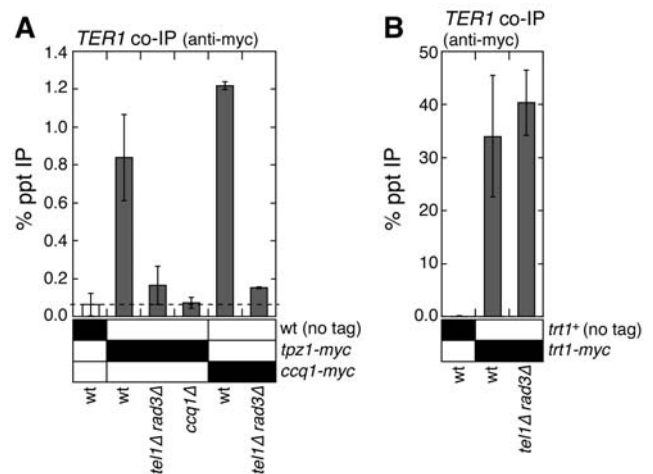 A
TER1 co-IP (anti-myc)
% ppt IP
1.4
1.2
1.0
0.8
0.6
0.4
0.2
0.0
wt (no tag)
tpz1-myc
ccq1-myc
wt
wt
tel1Δ rad3Δ
ccq1Δ
wt
tel1Δ rad3Δ
B
TER1 co-IP
(anti-myc)
% ppt IP
50
40
30
20
10
0.0
trt1⁺ (no tag)
trt1-myc
wt
wt
tel1Δ rad3Δ